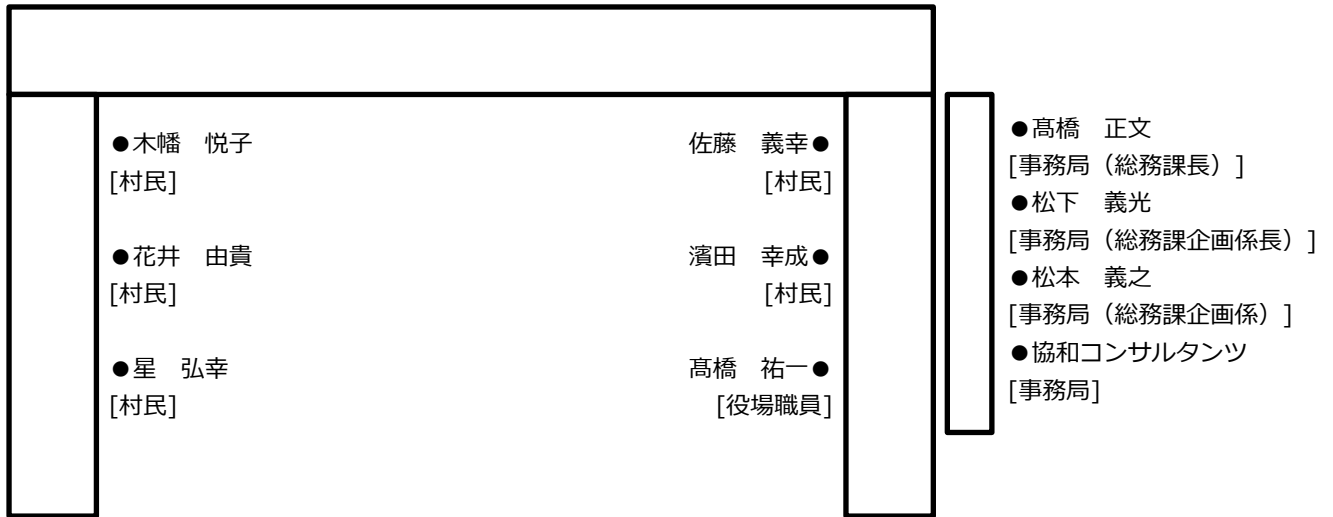 ●木幡　悦子
[村民]
●花井　由貴
[村民]
●星　弘幸
[村民]
佐藤　義幸●
[村民]
濱田　幸成●
[村民]
髙橋　祐一●
[役場職員]
●髙橋　正文
[事務局（総務課長）]
●松下　義光
[事務局（総務課企画係長）]
●松本　義之
[事務局（総務課企画係）]
●協和コンサルタンツ
[事務局]